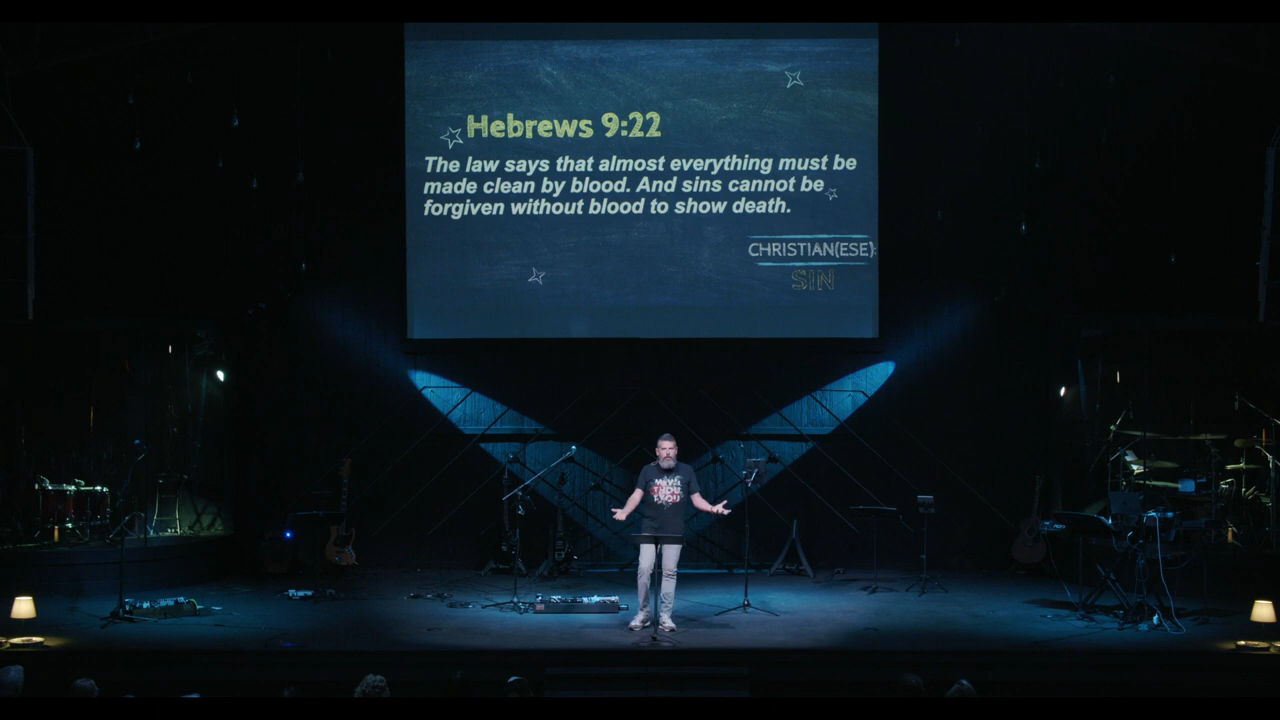 Hebrews 9:22
The law says that almost everything must be
made clean by blood. And sins cannot be
forgiven without blood to show death.
CHRISTIAN(ESE):
SIN